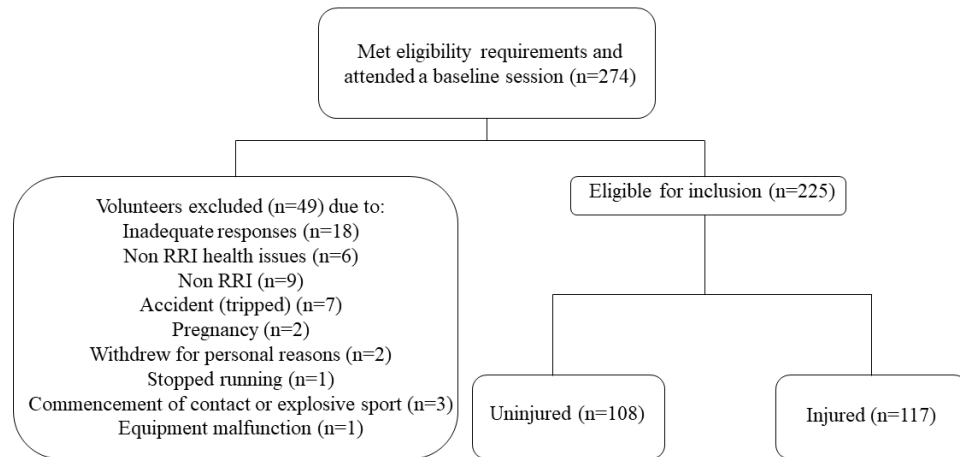 Met eligibility requirements and
attended a baseline session (n=274)
Volunteers excluded (n=49) due to:
Inadequate responses (n=18)
Non RRI health issues (n=6)
Non RRI (n=9)
Accident (tripped) (n=7)
Pregnancy (n=2)
Withdrew for personal reasons (n=2)
Stopped running (n=1)
Commencement of contact or explosive sport (n=3)
Equipment malfunction (n=1)
Eligible for inclusion (n=225)
Uninjured (n=108)
Injured (n=117)